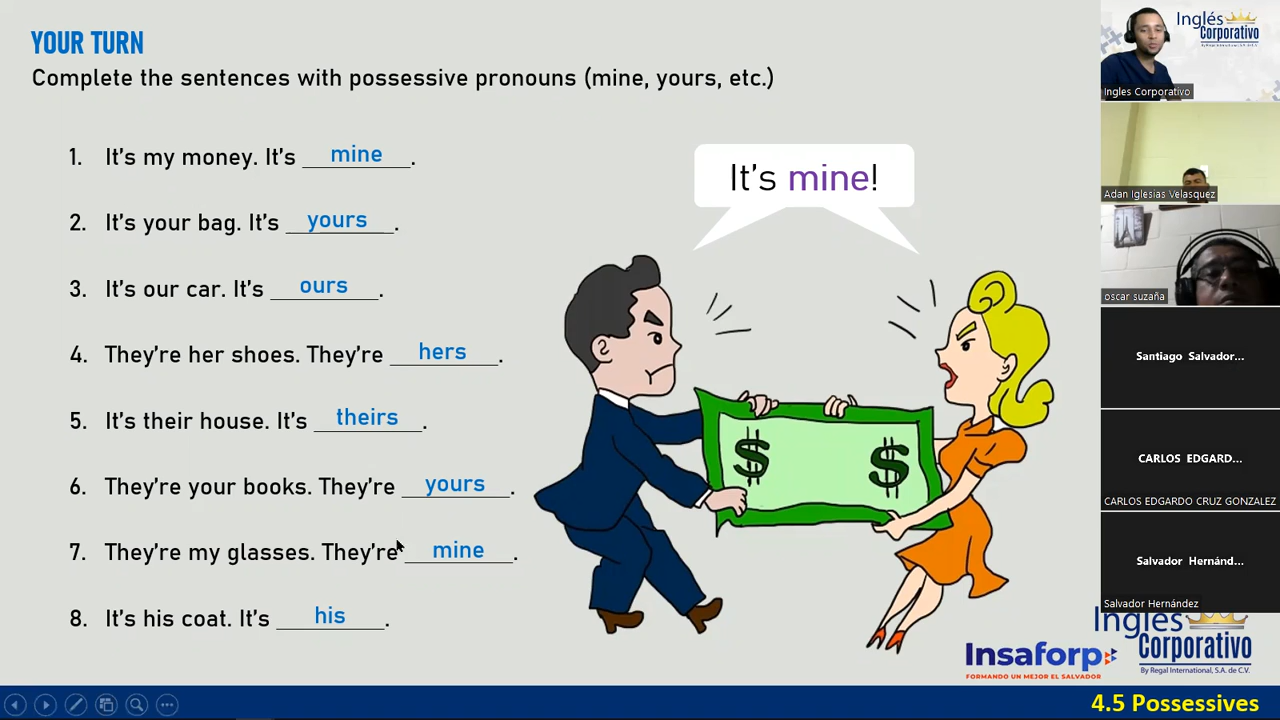 YOUR TURN
Complete the sentences with possessive pronouns (mine, yours, etc.)
1. It's my money. It's mine.
2. It's your bag. It's yours.
3. It's our car. It's ours.
4. They're her shoes. They're hers.
5. It's their house. It's theirs.
6. They're your books. They're yours.
7. They're my glasses. They're mine.
8. It's his coat. It's his.
It's mine!
$ $
Inglés
Corporativo
By Regal International, S.A. de C.V.
Ingles Corporativo
Adan Iglesias Velasquez
oscar suzaña
Santiago Salvador...
CARLOS EDGARD...
CARLOS EDGARDO CRUZ GONZALEZ
Salvador Hernánd...
Salvador Hernández
Insaforp
FORMANDO UN MEJOR EL SALVADOR
Inglés
Corporativo
By Regal International, S.A. de C.V.
4.5 Possessives